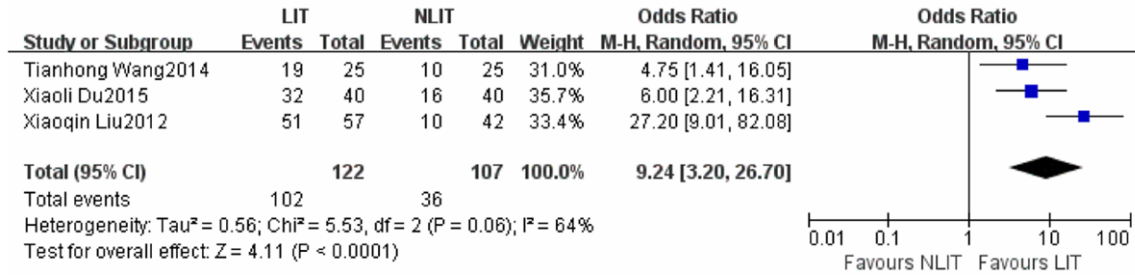 LIT NLIT Odds Ratio Odds Ratio
Study or Subgroup Events Total Events Total Weight M-H, Random, 95% CI M-H, Random, 95% CI
Tianhong Wang2014 19 25 10 25 31.0% 4.75 [1.41, 16.05]
Xiaoli Du2015 32 40 16 40 35.7% 6.00 [2.21, 16.31]
Xiaoqin Liu2012 51 57 10 42 33.4% 27.20 [9.01, 82.08]
Total (95% CI) 122 107 100.0% 9.24 [3.20, 26.70]
Total events 102 36
Heterogeneity: Tau² = 0.56; Chi² = 5.53, df = 2 (P = 0.06); I² = 64%
Test for overall effect: Z = 4.11 (P < 0.0001)
0.01 0.1 1 10 100
Favours NLIT Favours LIT